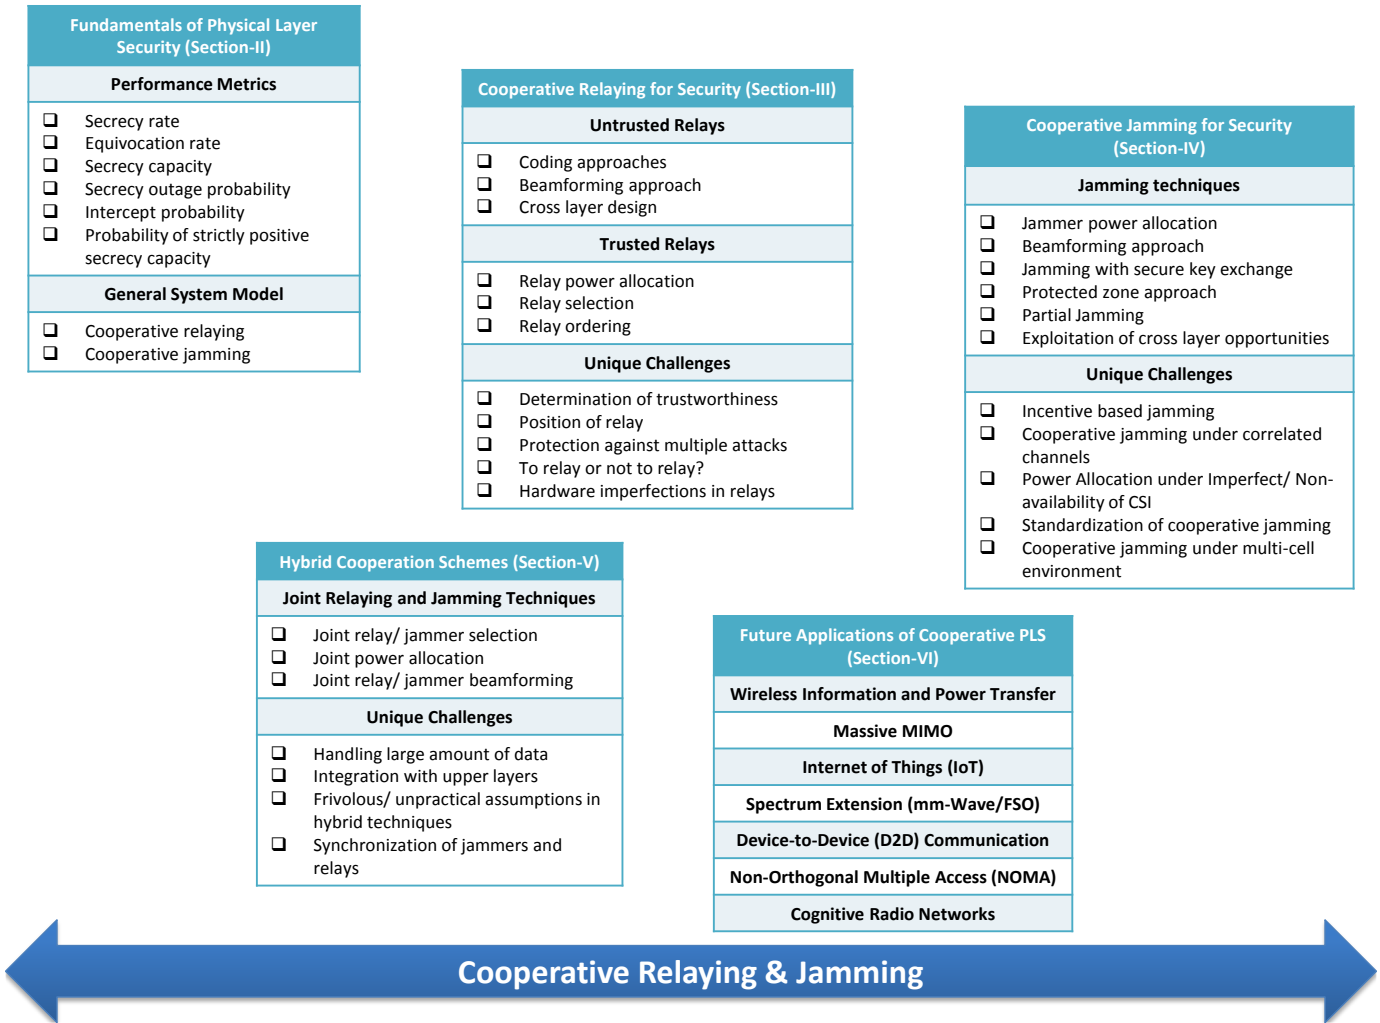 Fundamentals of Physical Layer
Security (Section-II)
Performance Metrics
Secrecy rate
Equivocation rate
Secrecy capacity
Secrecy outage probability
Intercept probability
Probability of strictly positive
secrecy capacity
General System Model
Cooperative relaying
Cooperative jamming
Cooperative Relaying for Security (Section-III)
Untrusted Relays
Coding approaches
Beamforming approach
Cross layer design
Trusted Relays
Relay power allocation
Relay selection
Relay ordering
Unique Challenges
Determination of trustworthiness
Position of relay
Protection against multiple attacks
To relay or not to relay?
Hardware imperfections in relays
Cooperative Jamming for Security
(Section-IV)
Jamming techniques
Jammer power allocation
Beamforming approach
Jamming with secure key exchange
Protected zone approach
Partial Jamming
Exploitation of cross layer opportunities
Unique Challenges
Incentive based jamming
Cooperative jamming under correlated
channels
Power Allocation under Imperfect/ Non-
availability of CSI
Standardization of cooperative jamming
Cooperative jamming under multi-cell
environment
Hybrid Cooperation Schemes (Section-V)
Joint Relaying and Jamming Techniques
Joint relay/ jammer selection
Joint power allocation
Joint relay/ jammer beamforming
Unique Challenges
Handling large amount of data
Integration with upper layers
Frivolous/ unpractical assumptions in
hybrid techniques
Synchronization of jammers and
relays
Future Applications of Cooperative PLS
(Section-VI)
Wireless Information and Power Transfer
Massive MIMO
Internet of Things (IoT)
Spectrum Extension (mm-Wave/FSO)
Device-to-Device (D2D) Communication
Non-Orthogonal Multiple Access (NOMA)
Cognitive Radio Networks
Cooperative Relaying & Jamming